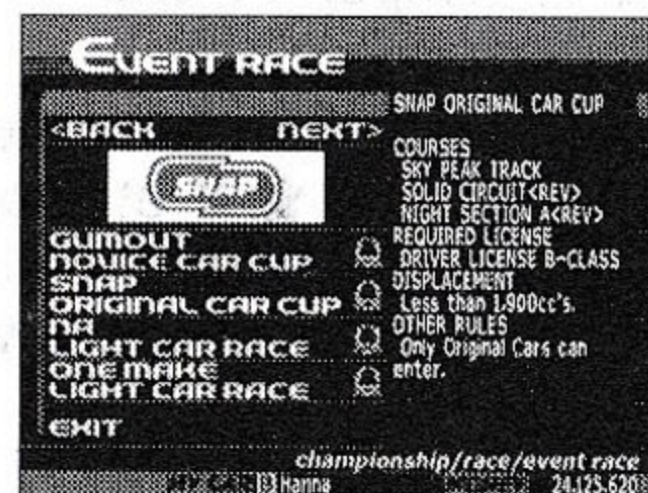 EVENT RACE
<BACK NEXT>
SNAP
GUMOUT
NOVICE CAR CUP
SNAP
ORIGINAL CAR CUP
NA
LIGHT CAR RACE
ONE MAKE
LIGHT CAR RACE
EXIT
SNAP ORIGINAL CAR CUP
COURSES
SKY PEAK TRACK
SOLID CIRCUIT<REV>
NIGHT SECTION A<REV>
REQUIRED LICENSE
DRIVER LICENSE B-CLASS
DISPLACEMENT
Less than 1,900cc's.
OTHER RULES
Only Original Cars can
enter.
championship/race/event race
MY CAR Hanna 24,125,620